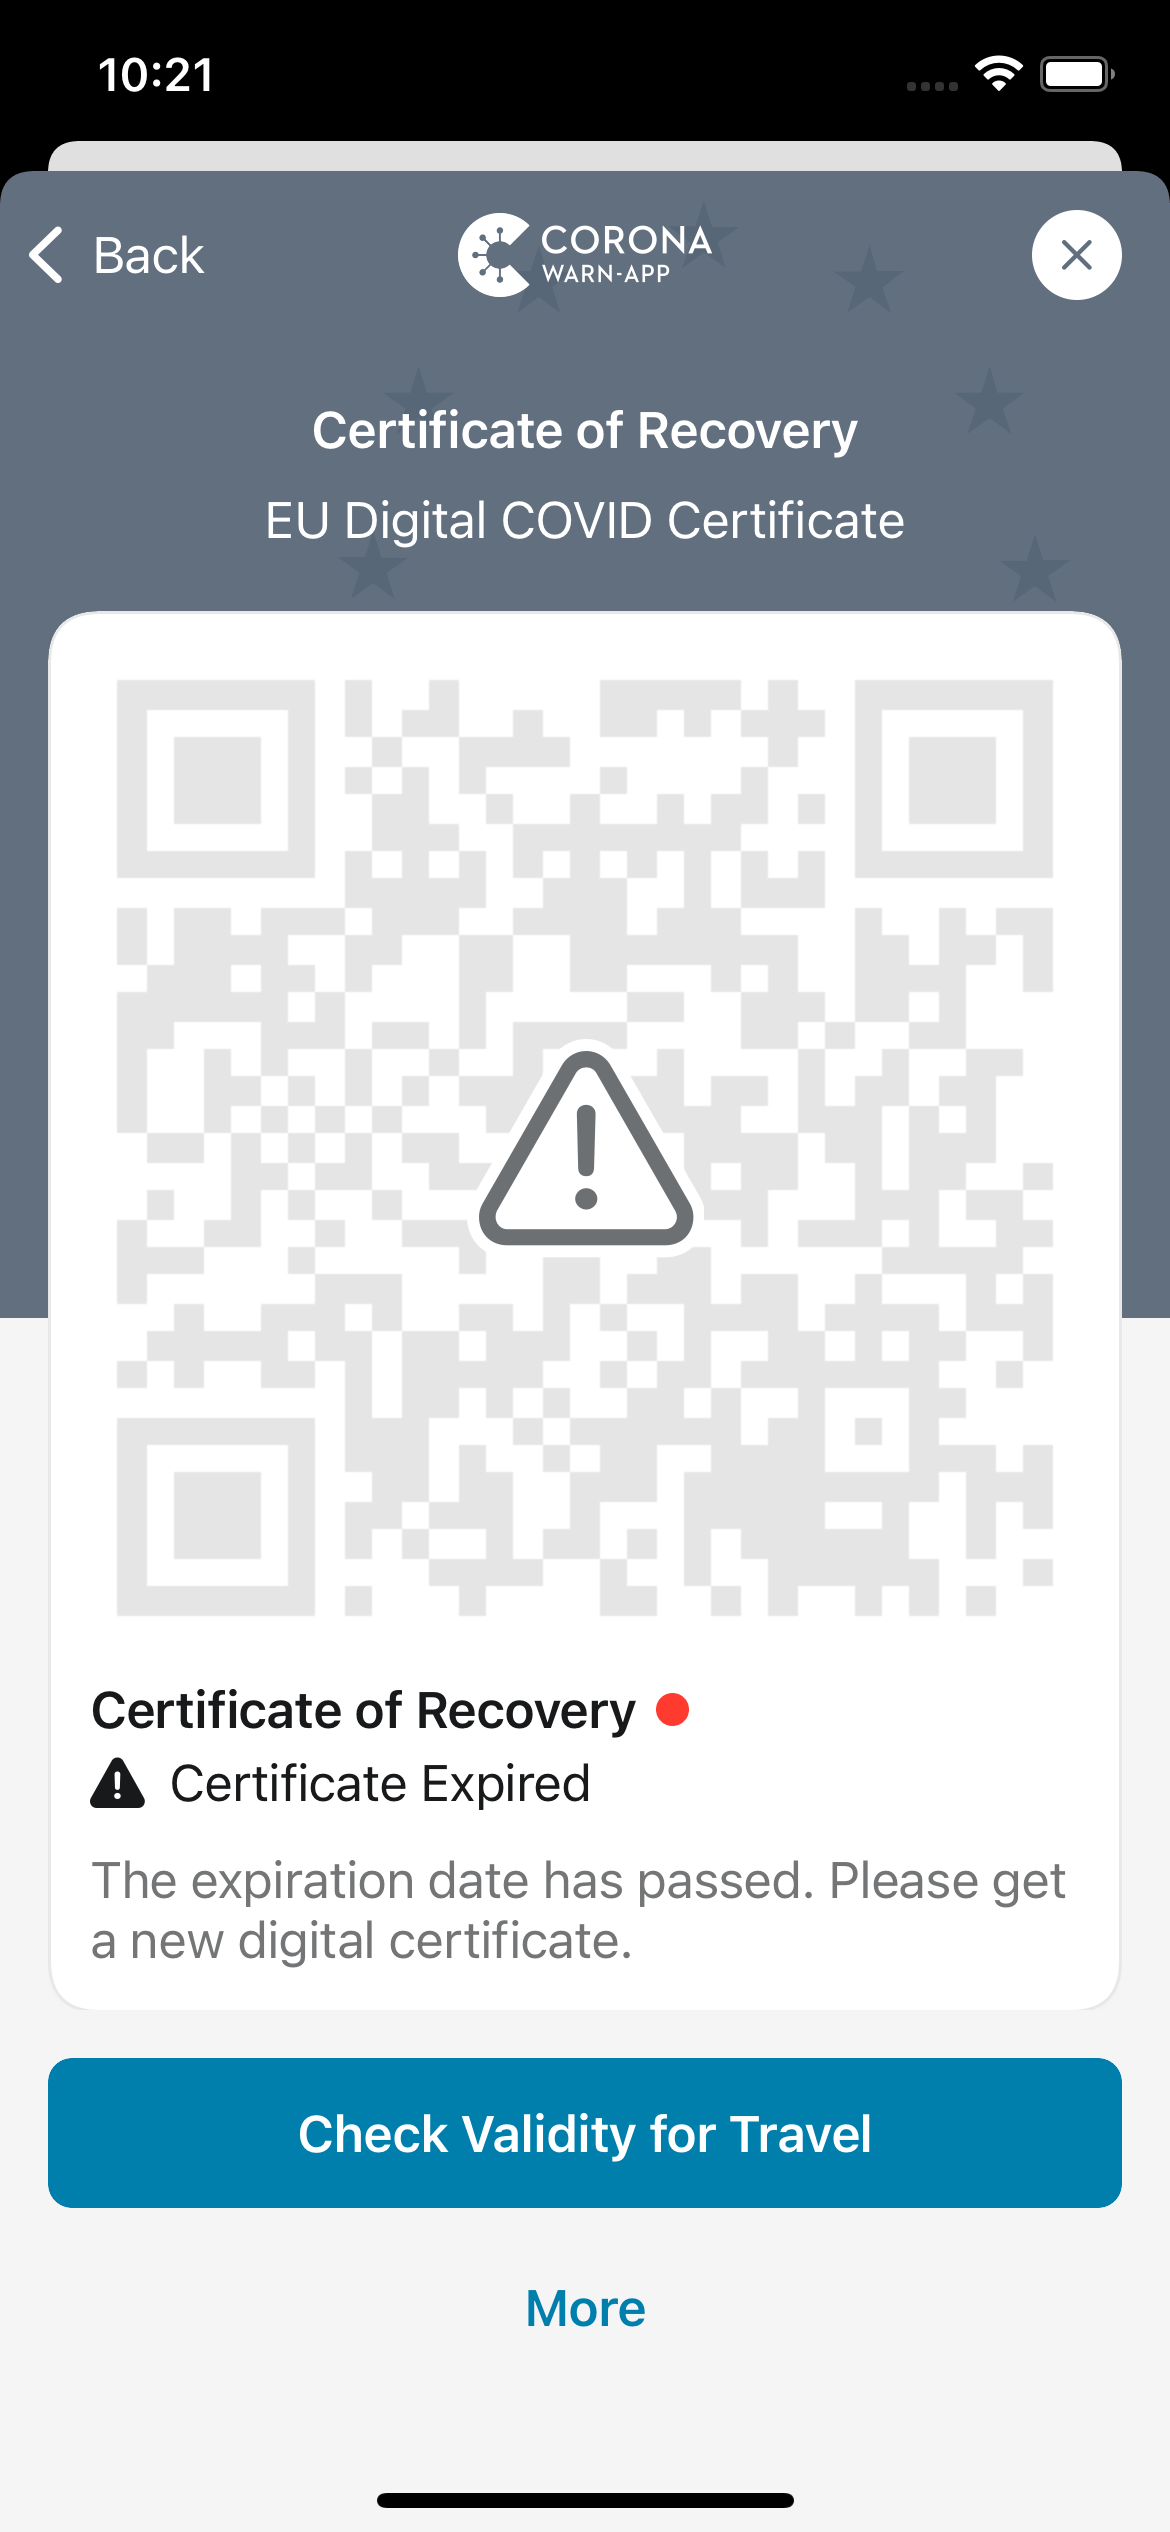 10:21
Back
CORONA
WARN-APP
Certificate of Recovery
EU Digital COVID Certificate
Certificate of Recovery
Certificate Expired
The expiration date has passed. Please get
a new digital certificate.
Check Validity for Travel
More